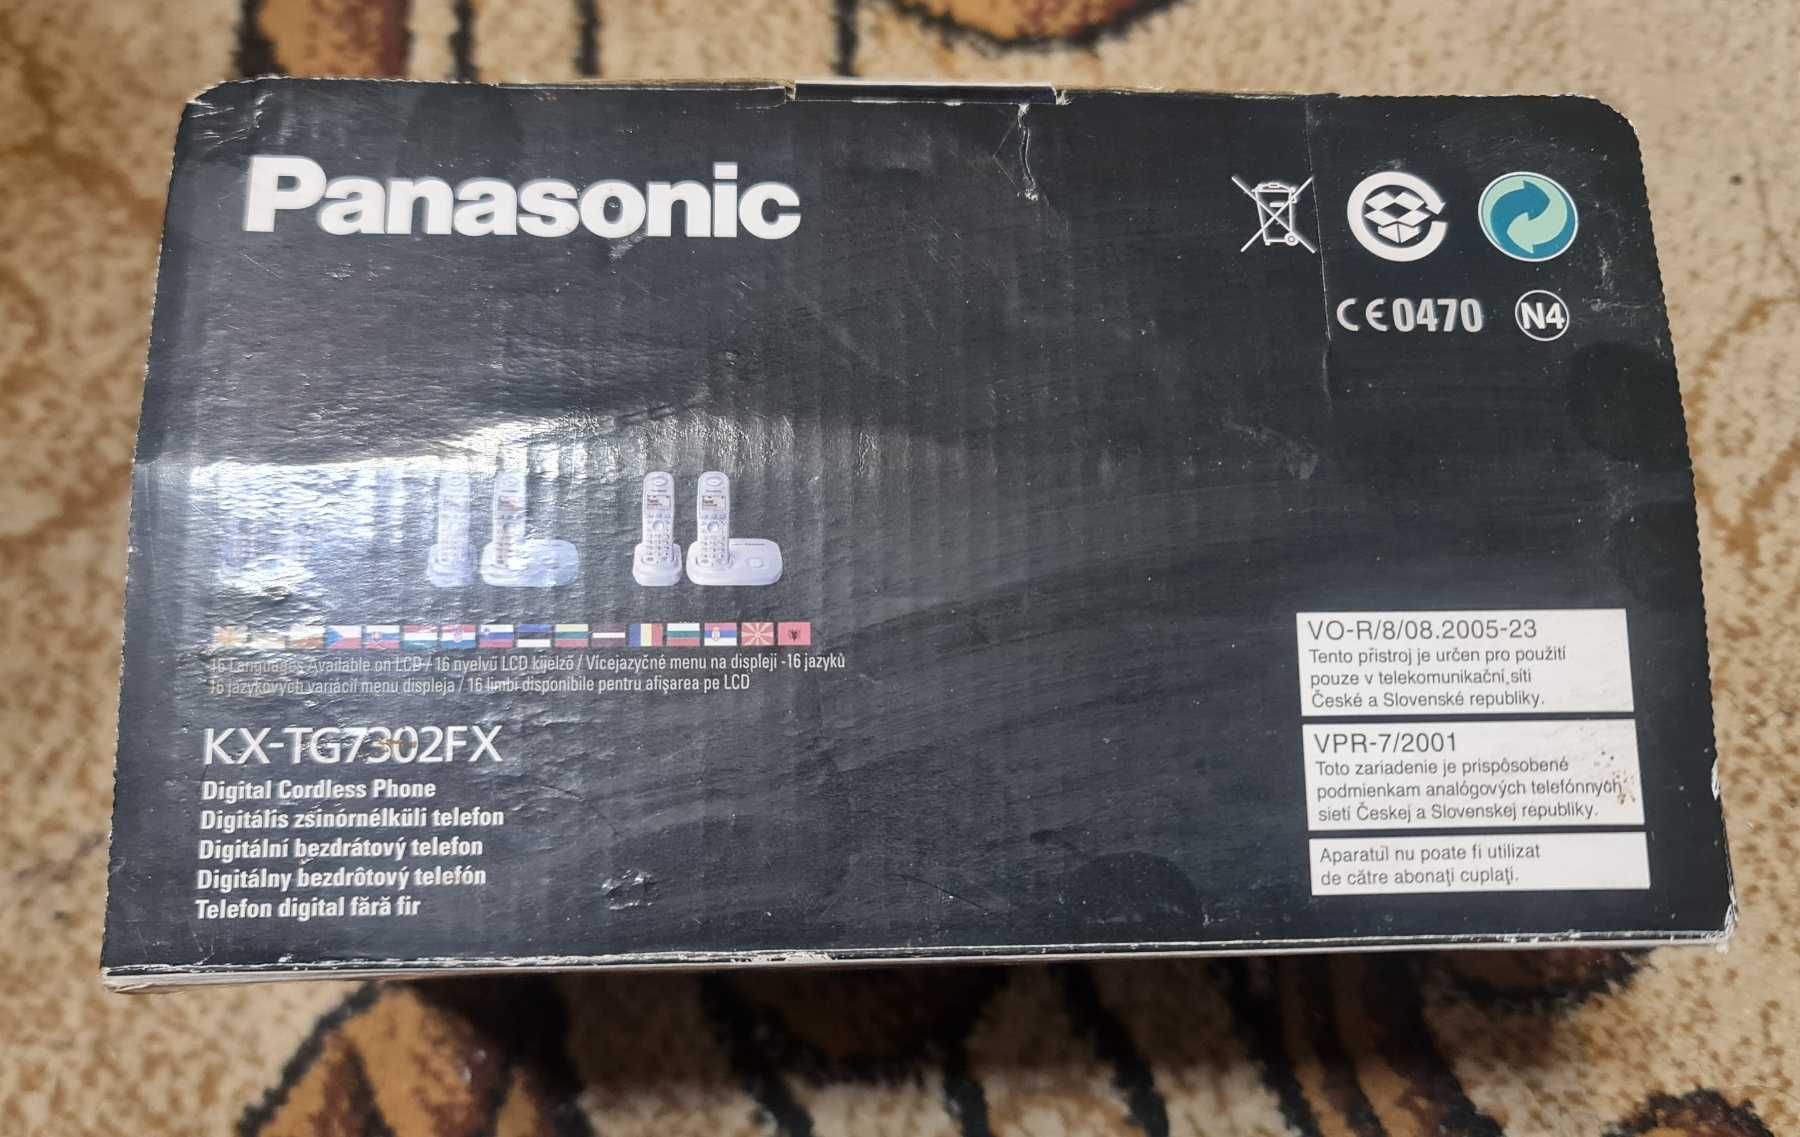 Panasonic
CE0470
N4
16 Languages Available on LCD / 16 nyelvű LCD kijelző / Vícejazyčné menu na displeji -16 jazyků
16 jazykových variácií menu displeja / 16 limbi disponibile pentru afişarea pe LCD
KX-TG7302FX
Digital Cordless Phone
Digitális zsinórnélküli telefon
Digitální bezdrátový telefon
Digitálny bezdrôtový telefón
Telefon digital fără fir
VO-R/8/08.2005-23
Tento přistroj je určen pro použití
pouze v telekomunikační síti
České a Slovenské republiky.
VPR-7/2001
Toto zariadenie je prispôsobené
podmienkam analógových telefónnych
sietí Českej a Slovenskej republiky.
Aparatul nu poate fi utilizat
de către abonaţi cuplaţi.